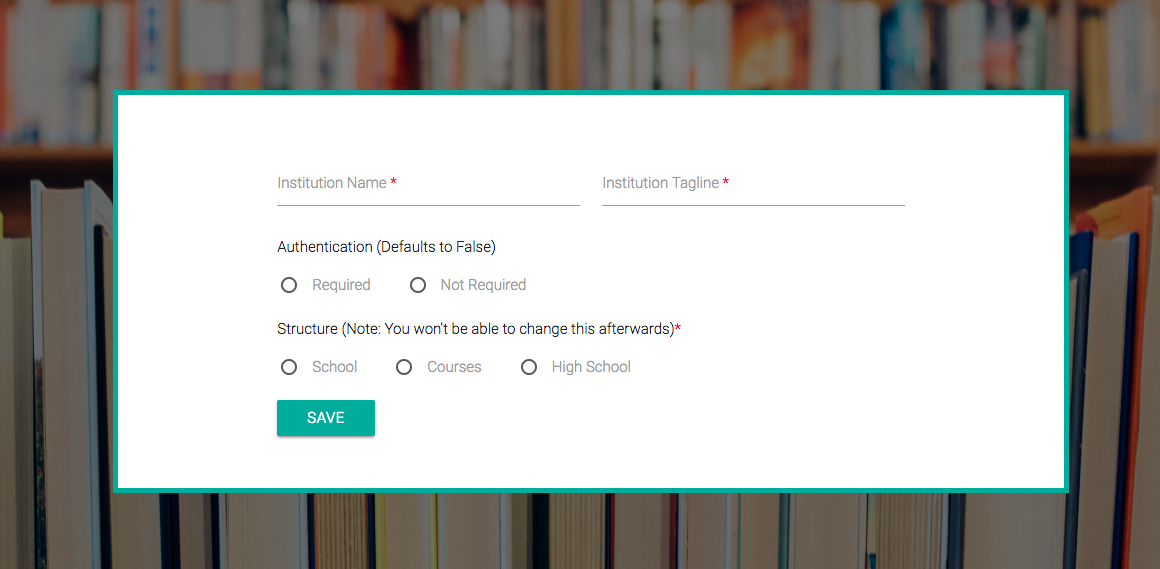 Institution Name * Institution Tagline *
Authentication (Defaults to False)
Required Not Required
Structure (Note: You won't be able to change this afterwards)*
School Courses High School
SAVE